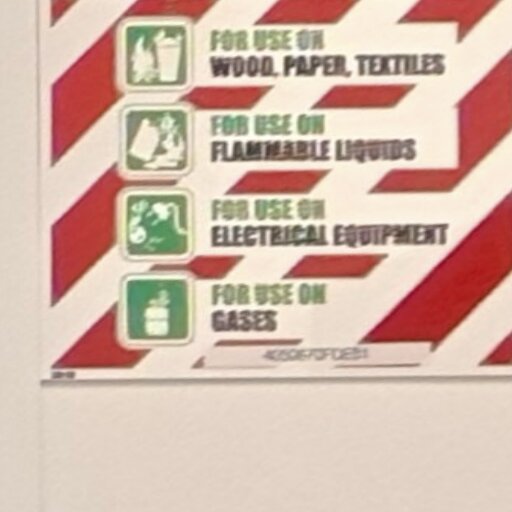 FOR USE ON
WOOD, PAPER, TEXTILES
FOR USE ON
FLAMMABLE LIQUIDS
FOR USE ON
ELECTRICAL EQUIPMENT
FOR USE ON
GASES